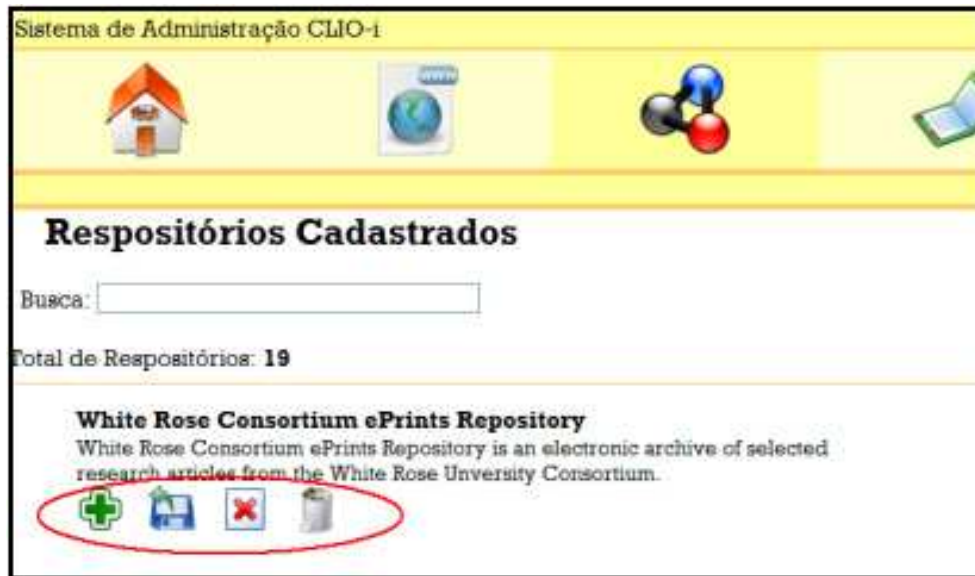 Sistema de Administração CLIO-i
www
Respositórios Cadastrados
Busca:
Total de Respositórios: 19
White Rose Consortium ePrints Repository
White Rose Consortium ePrints Repository is an electronic archive of selected
research articles from the White Rose Unversity Consortium.